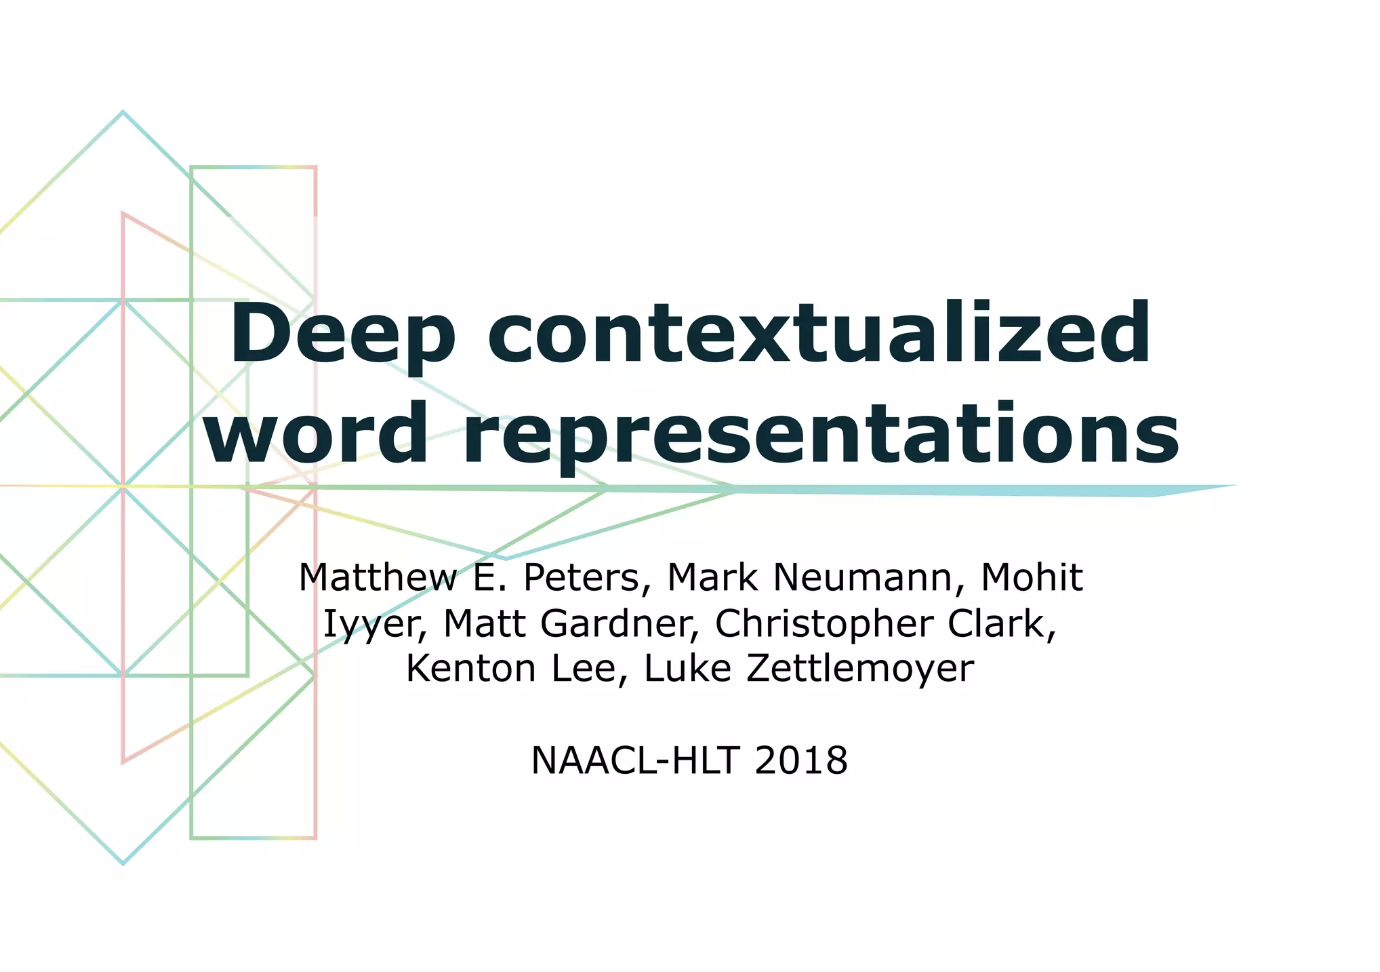 Deep contextualized
word representations
Matthew E. Peters, Mark Neumann, Mohit
Iyyer, Matt Gardner, Christopher Clark,
Kenton Lee, Luke Zettlemoyer
NAACL-HLT 2018